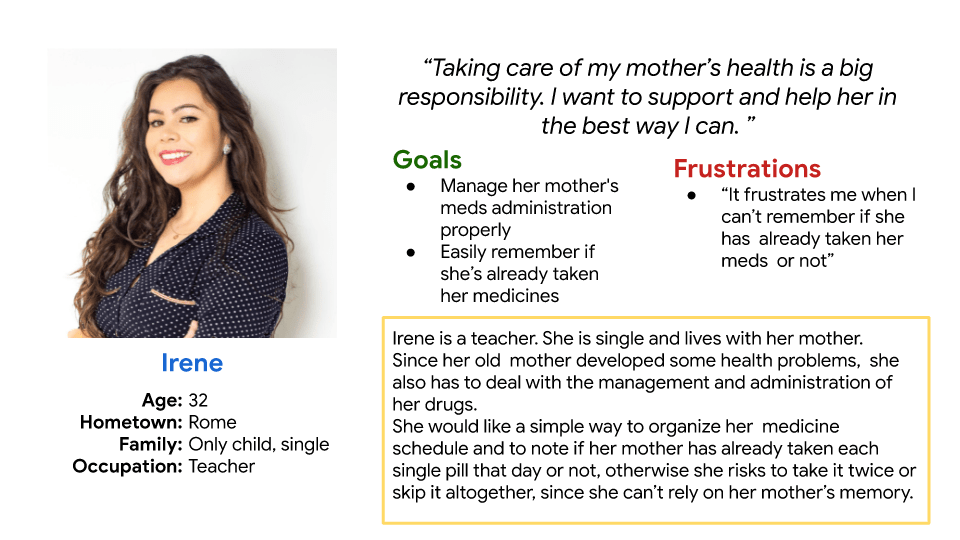 “Taking care of my mother’s health is a big
responsibility. I want to support and help her in
the best way I can. ”
Goals
● Manage her mother's
meds administration
properly
● Easily remember if
she’s already taken
her medicines
Frustrations
● “It frustrates me when I
can’t remember if she
has  already taken her
meds  or not”
Irene
Age: 32
Hometown: Rome
Family: Only child, single
Occupation: Teacher
Irene is a teacher. She is single and lives with her mother.
Since her old  mother developed some health problems,  she
also has to deal with the management and administration of
her drugs.
She would like a simple way to organize her  medicine
schedule and to note if her mother has already taken each
single pill that day or not, otherwise she risks to take it twice or
skip it altogether, since she can’t rely on her mother’s memory.